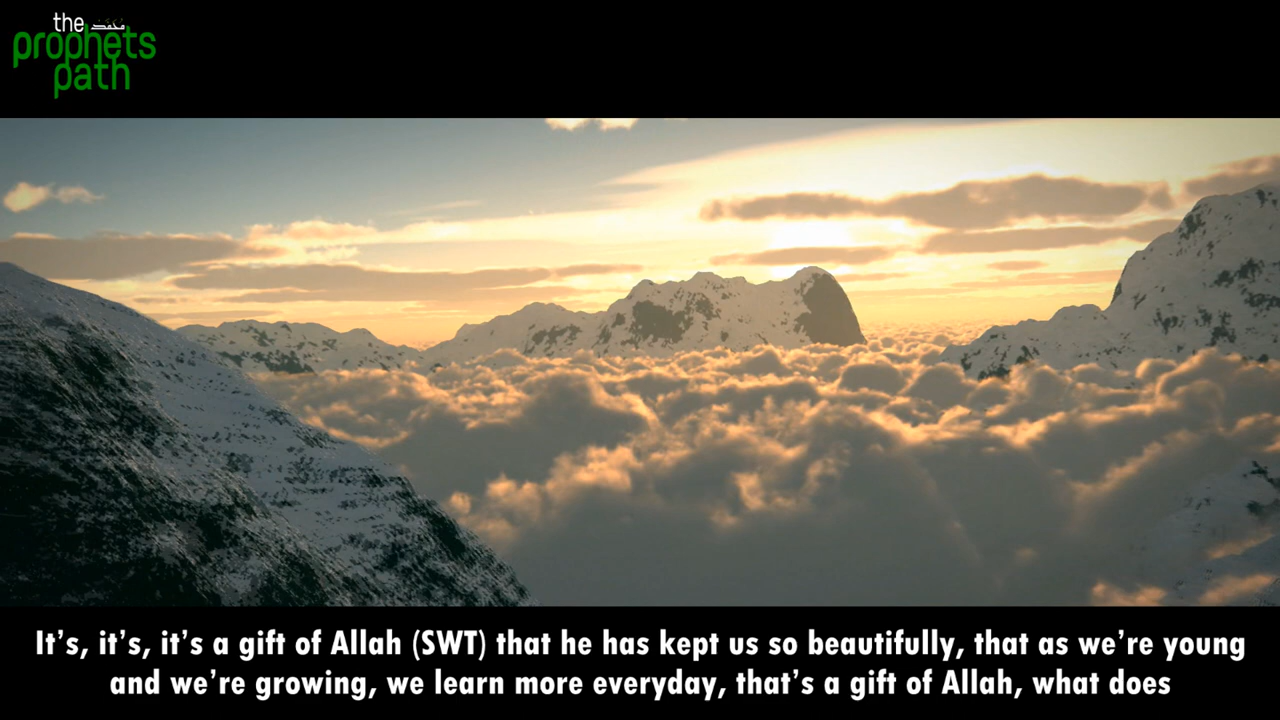 the محمد
prophets
path
It's, it's, it's a gift of Allah (SWT) that he has kept us so beautifully, that as we're young
and we're growing, we learn more everyday, that's a gift of Allah, what does